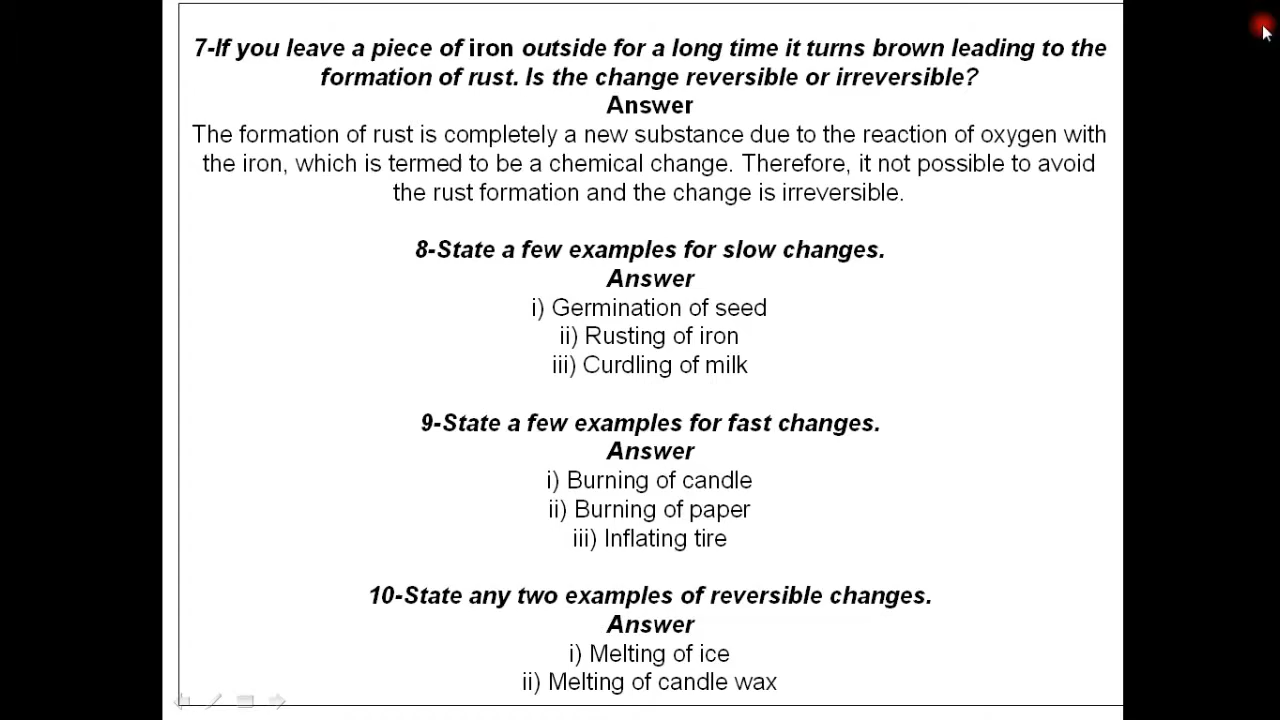 7-If you leave a piece of iron outside for a long time it turns brown leading to the
formation of rust. Is the change reversible or irreversible?
Answer
The formation of rust is completely a new substance due to the reaction of oxygen with
the iron, which is termed to be a chemical change. Therefore, it not possible to avoid
the rust formation and the change is irreversible.
8-State a few examples for slow changes.
Answer
i) Germination of seed
ii) Rusting of iron
iii) Curdling of milk
9-State a few examples for fast changes.
Answer
i) Burning of candle
ii) Burning of paper
iii) Inflating tire
10-State any two examples of reversible changes.
Answer
i) Melting of ice
ii) Melting of candle wax